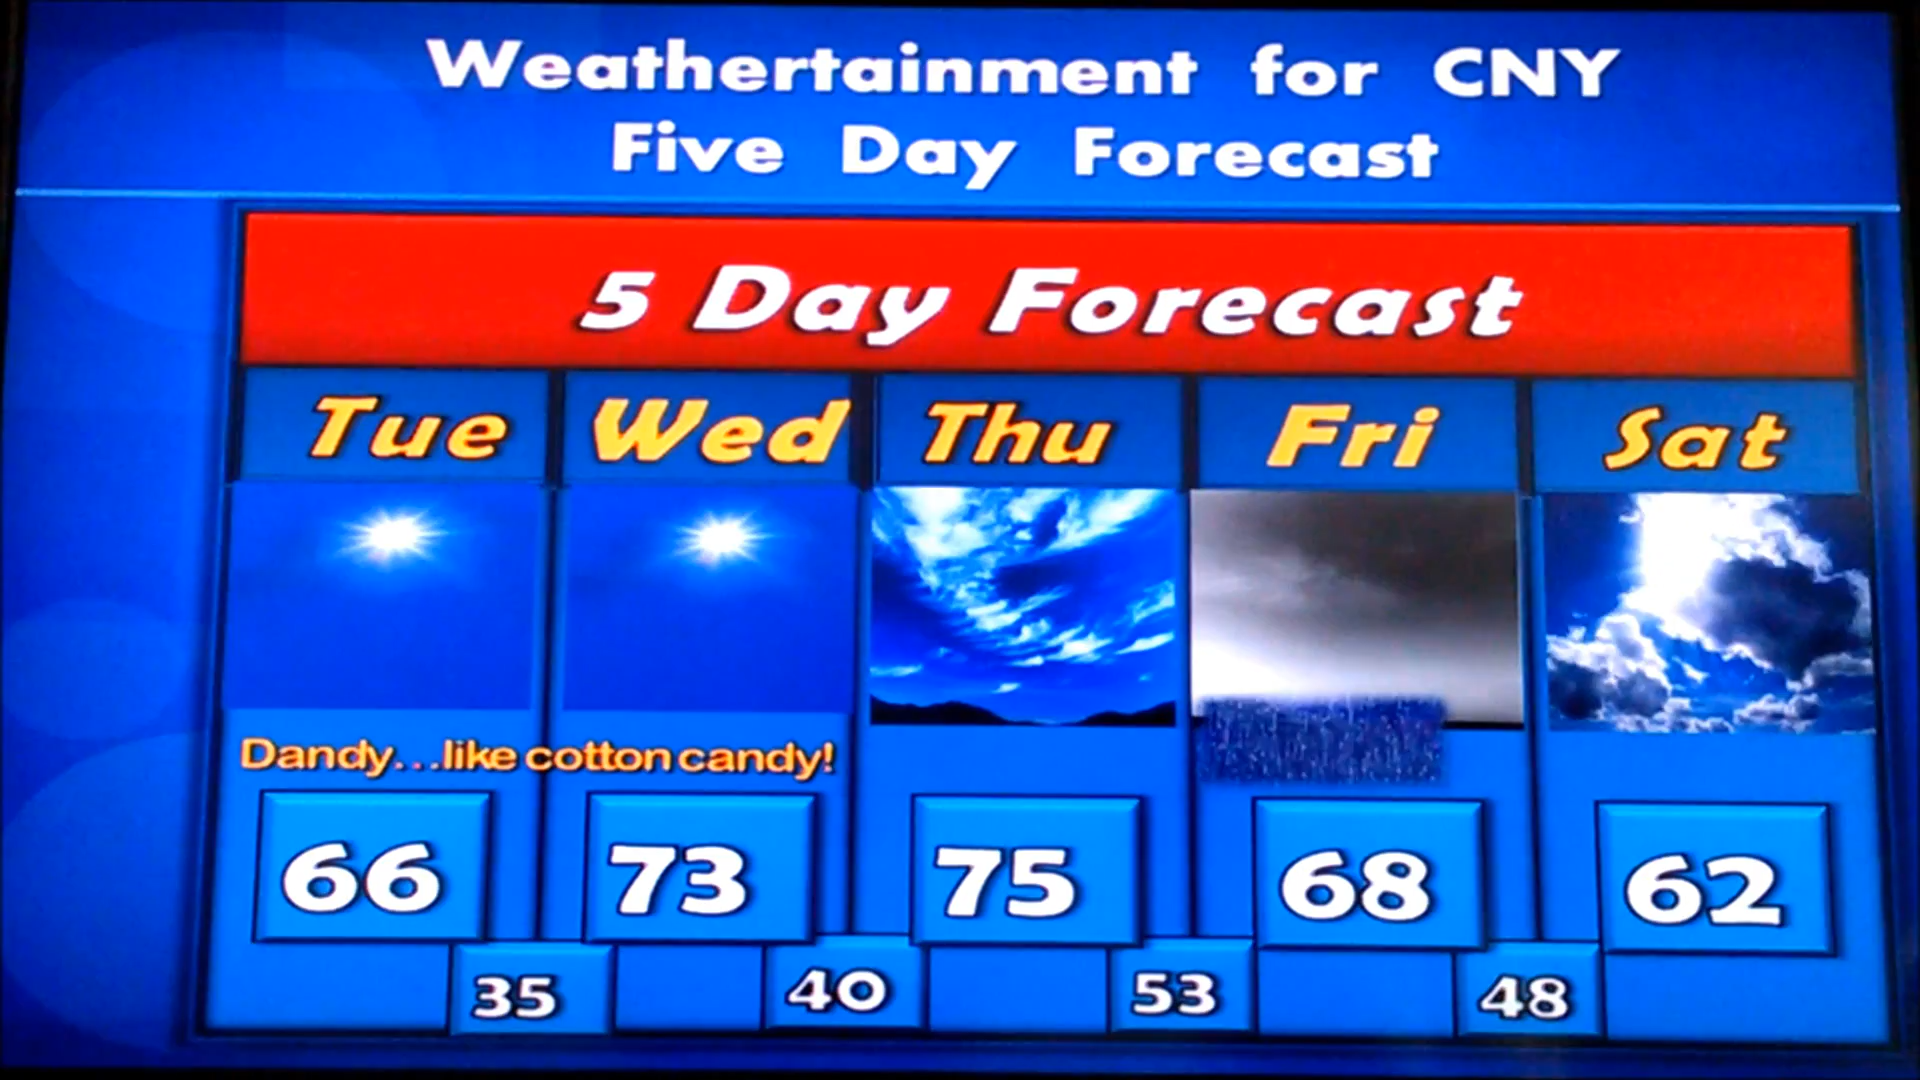 Weathertainment for CNY
Five Day Forecast
5 Day Forecast
Tue Wed Thu Fri Sat
Dandy...like cotton candy!
66 73 75 68 62
35 40 53 48